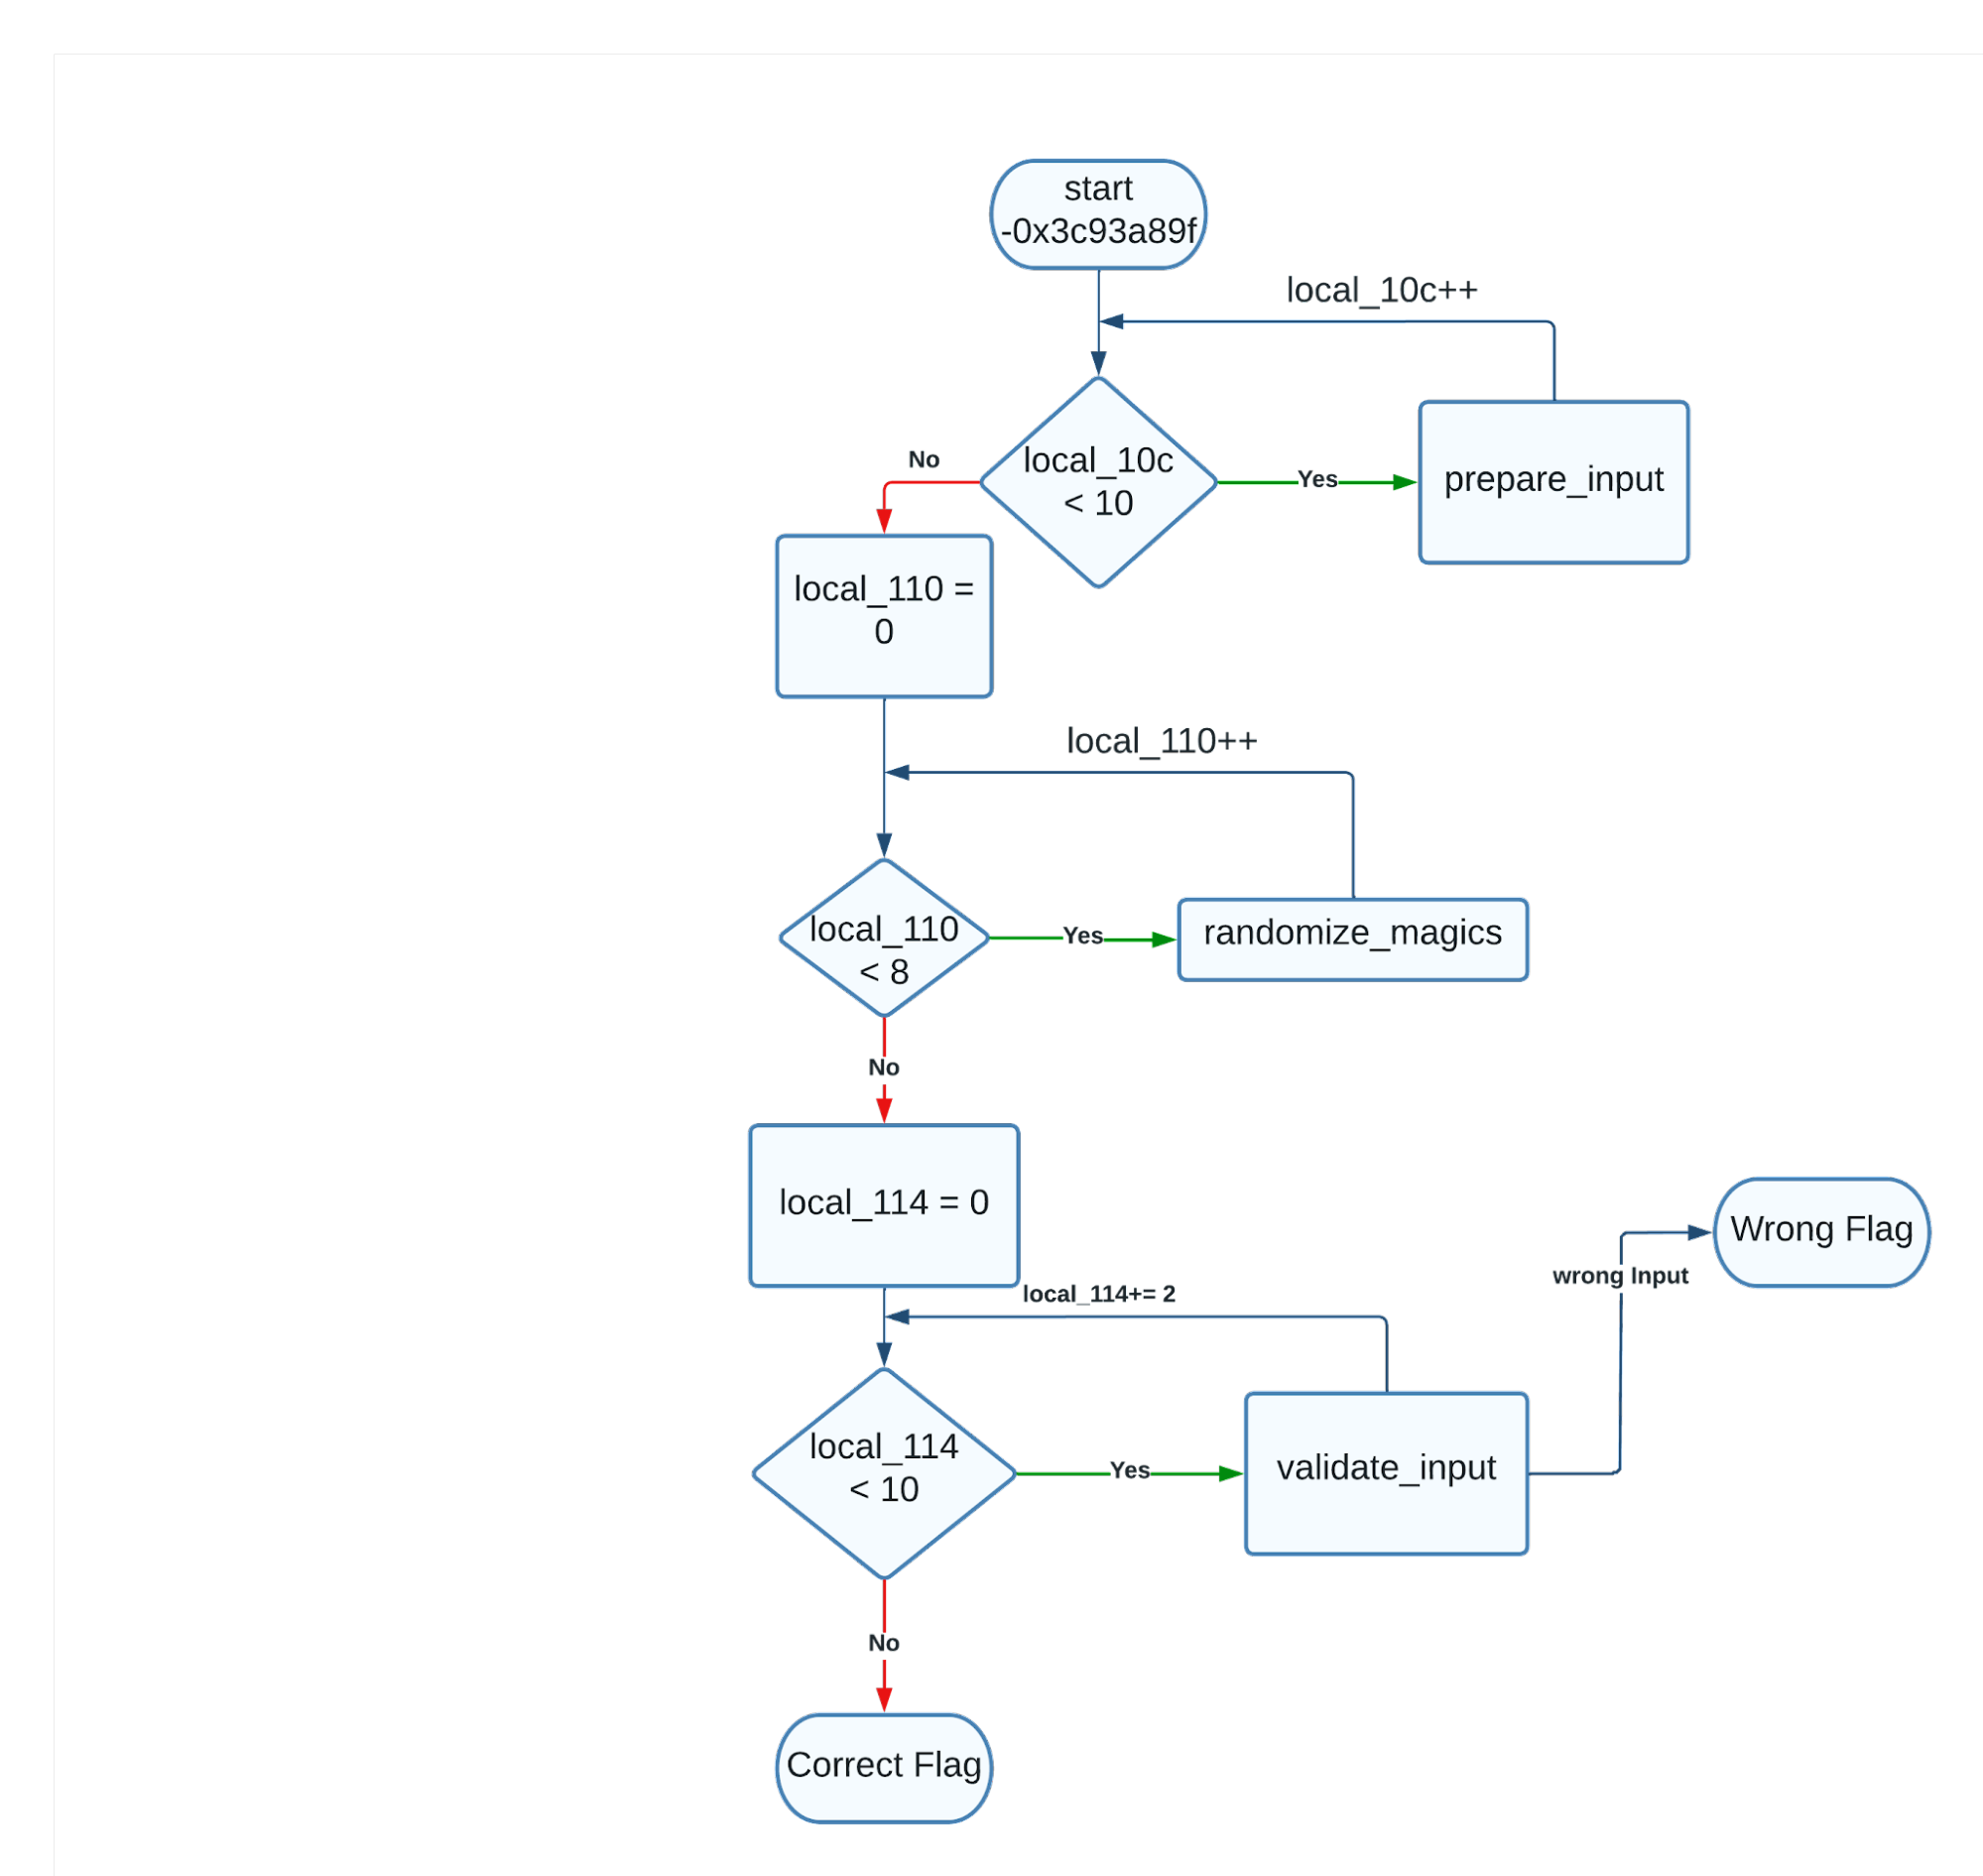 start
-0x3c93a89f
local_10c++
local_10c
< 10
No
Yes
prepare_input
local_110 =
0
local_110++
local_110
< 8
Yes
randomize_magics
No
local_114 = 0
Wrong Flag
wrong Input
local_114+= 2
local_114
< 10
Yes
validate_input
No
Correct Flag